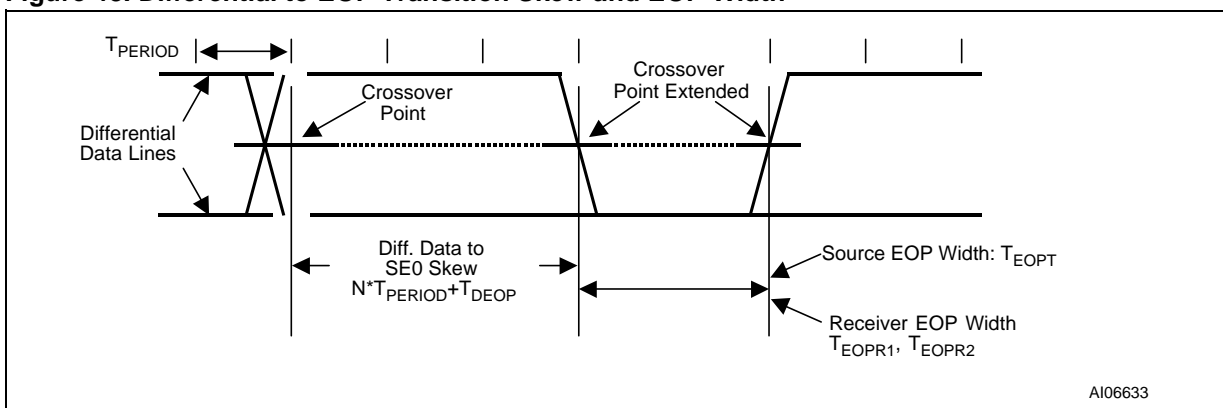 Figure 48. Differential to EOP Transition Skew and EOP Width
TPERIOD
Crossover
Point
Crossover
Point Extended
Differential
Data Lines
Diff. Data to
SE0 Skew
N*TPERIOD+TDEOP
Source EOP Width: TEOPT
Receiver EOP Width
TEOPR1, TEOPR2
AI06633